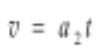 v = a₂t